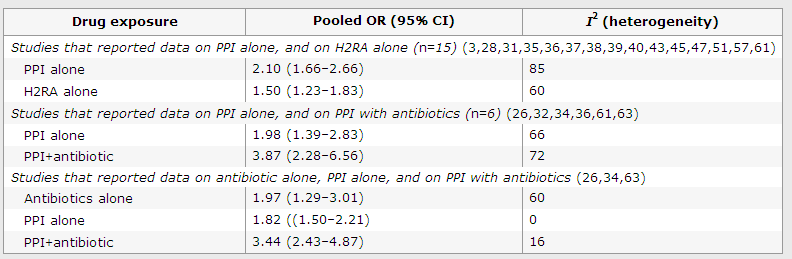 Drug exposure Pooled OR (95% CI) I² (heterogeneity)
Studies that reported data on PPI alone, and on H2RA alone (n=15) (3,28,31,35,36,37,38,39,40,43,45,47,51,57,61)
PPI alone 2.10 (1.66–2.66) 85
H2RA alone 1.50 (1.23–1.83) 60
Studies that reported data on PPI alone, and on PPI with antibiotics (n=6) (26,32,34,36,61,63)
PPI alone 1.98 (1.39–2.83) 66
PPI+antibiotic 3.87 (2.28–6.56) 72
Studies that reported data on antibiotic alone, PPI alone, and on PPI with antibiotics (26,34,63)
Antibiotics alone 1.97 (1.29–3.01) 60
PPI alone 1.82 ((1.50–2.21) 0
PPI+antibiotic 3.44 (2.43–4.87) 16